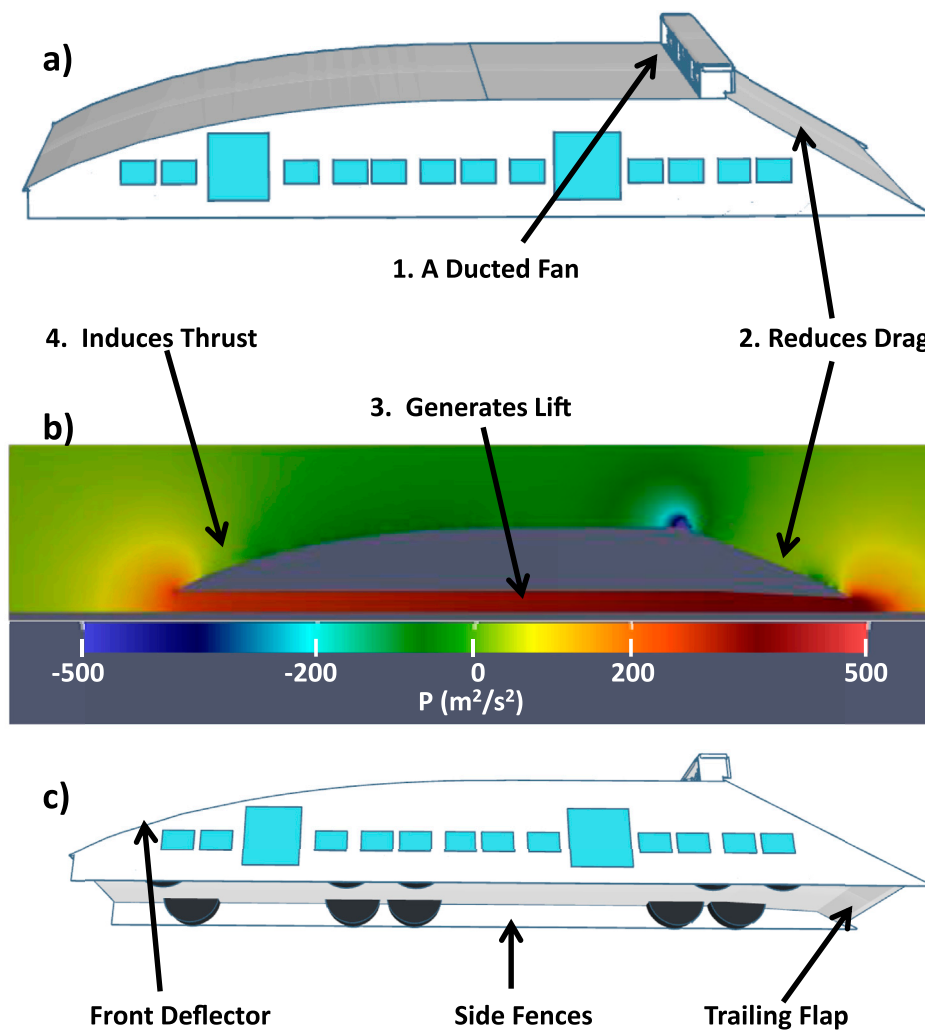 a)
1. A Ducted Fan
4. Induces Thrust
2. Reduces Drag
3. Generates Lift
b)
-500 -200 0 200 500
P (m²/s²)
c)
Front Deflector
Side Fences
Trailing Flap